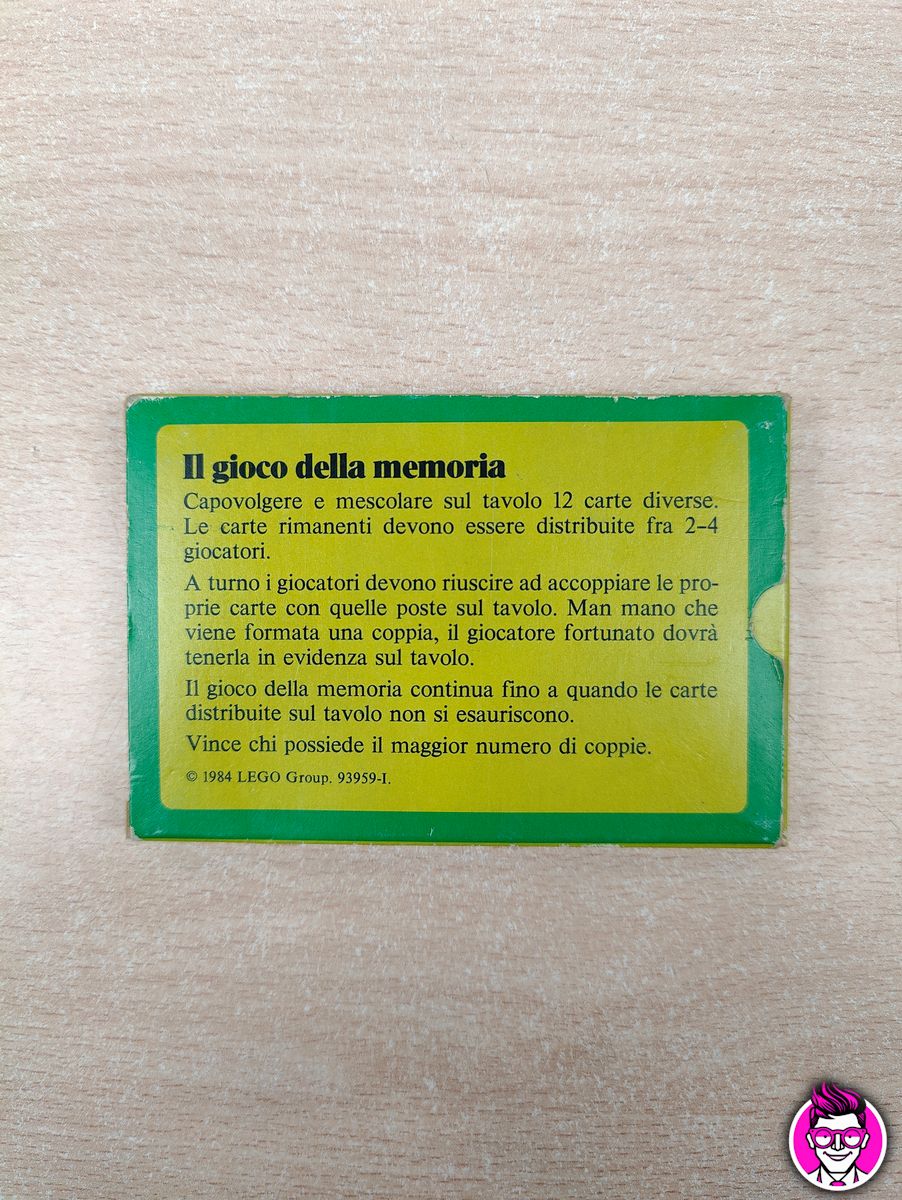 Il gioco della memoria
Capovolgere e mescolare sul tavolo 12 carte diverse.
Le carte rimanenti devono essere distribuite fra 2–4
giocatori.
A turno i giocatori devono riuscire ad accoppiare le pro-
prie carte con quelle poste sul tavolo. Man mano che
viene formata una coppia, il giocatore fortunato dovrà
tenerla in evidenza sul tavolo.
Il gioco della memoria continua fino a quando le carte
distribuite sul tavolo non si esauriscono.
Vince chi possiede il maggior numero di coppie.
© 1984 LEGO Group. 93959-I.